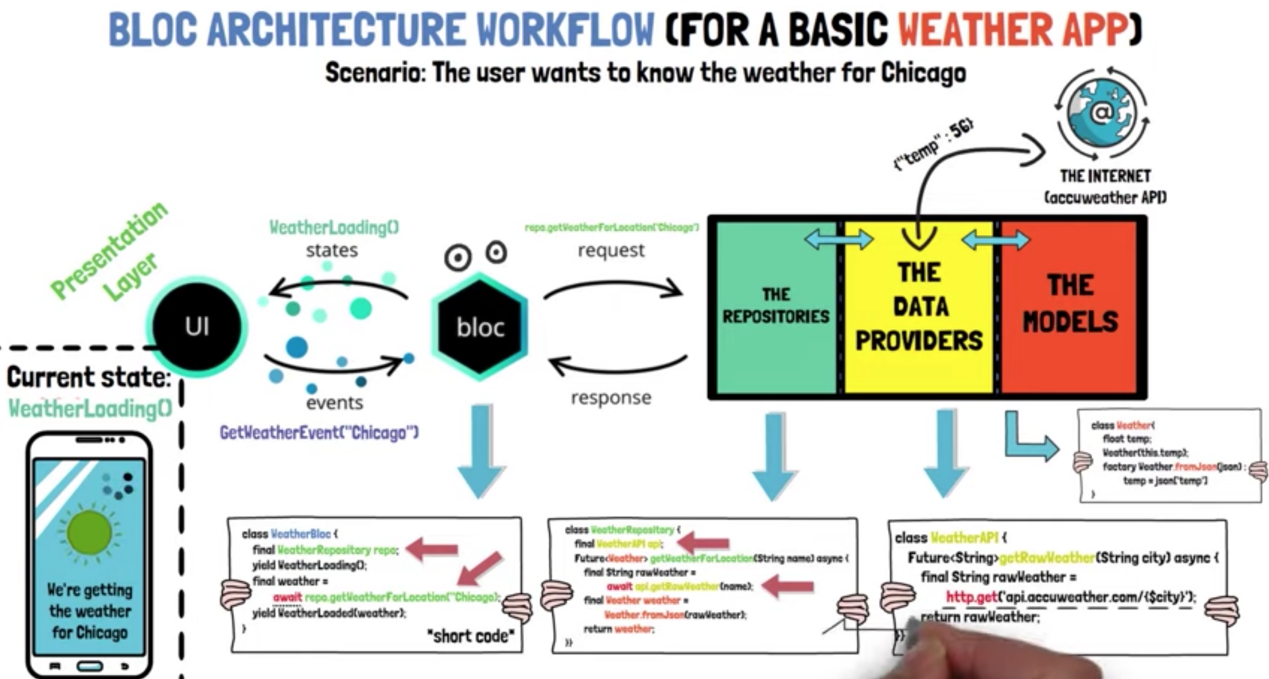 BLOC ARCHITECTURE WORKFLOW (FOR A BASIC WEATHER APP)
Scenario: The user wants to know the weather for Chicago
{"temp" : 56}
@
THE INTERNET
(accuweather API)
Presentation
Layer
WeatherLoading()
states
repo.getWeatherForLocation('Chicago')
request
UI
bloc
THE
REPOSITORIES
THE
DATA
PROVIDERS
THE
MODELS
events
GetWeatherEvent("Chicago")
response
Current state:
WeatherLoading()
We're getting
the weather
for Chicago
class Weather{
float temp;
Weather(this.temp);
factory Weather.fromJson(json) :
temp = json['temp']
}
class WeatherBloc {
final WeatherRepository repo;
yield WeatherLoading();
final weather =
await repo.getWeatherForLocation("Chicago);
yield WeatherLoaded(weather);
}
*short code*
class WeatherRepository {
final WeatherAPI api;
Future<Weather> getWeatherForLocation(String name) async {
final String rawWeather =
await api.getRawWeather(name);
final Weather weather =
Weather.fromJson(rawWeather);
return weather;
}}
class WeatherAPI {
Future<String>getRawWeather(String city) async {
final String rawWeather =
http.get('api.accuweather.com/{$city}');
return rawWeather;
}}